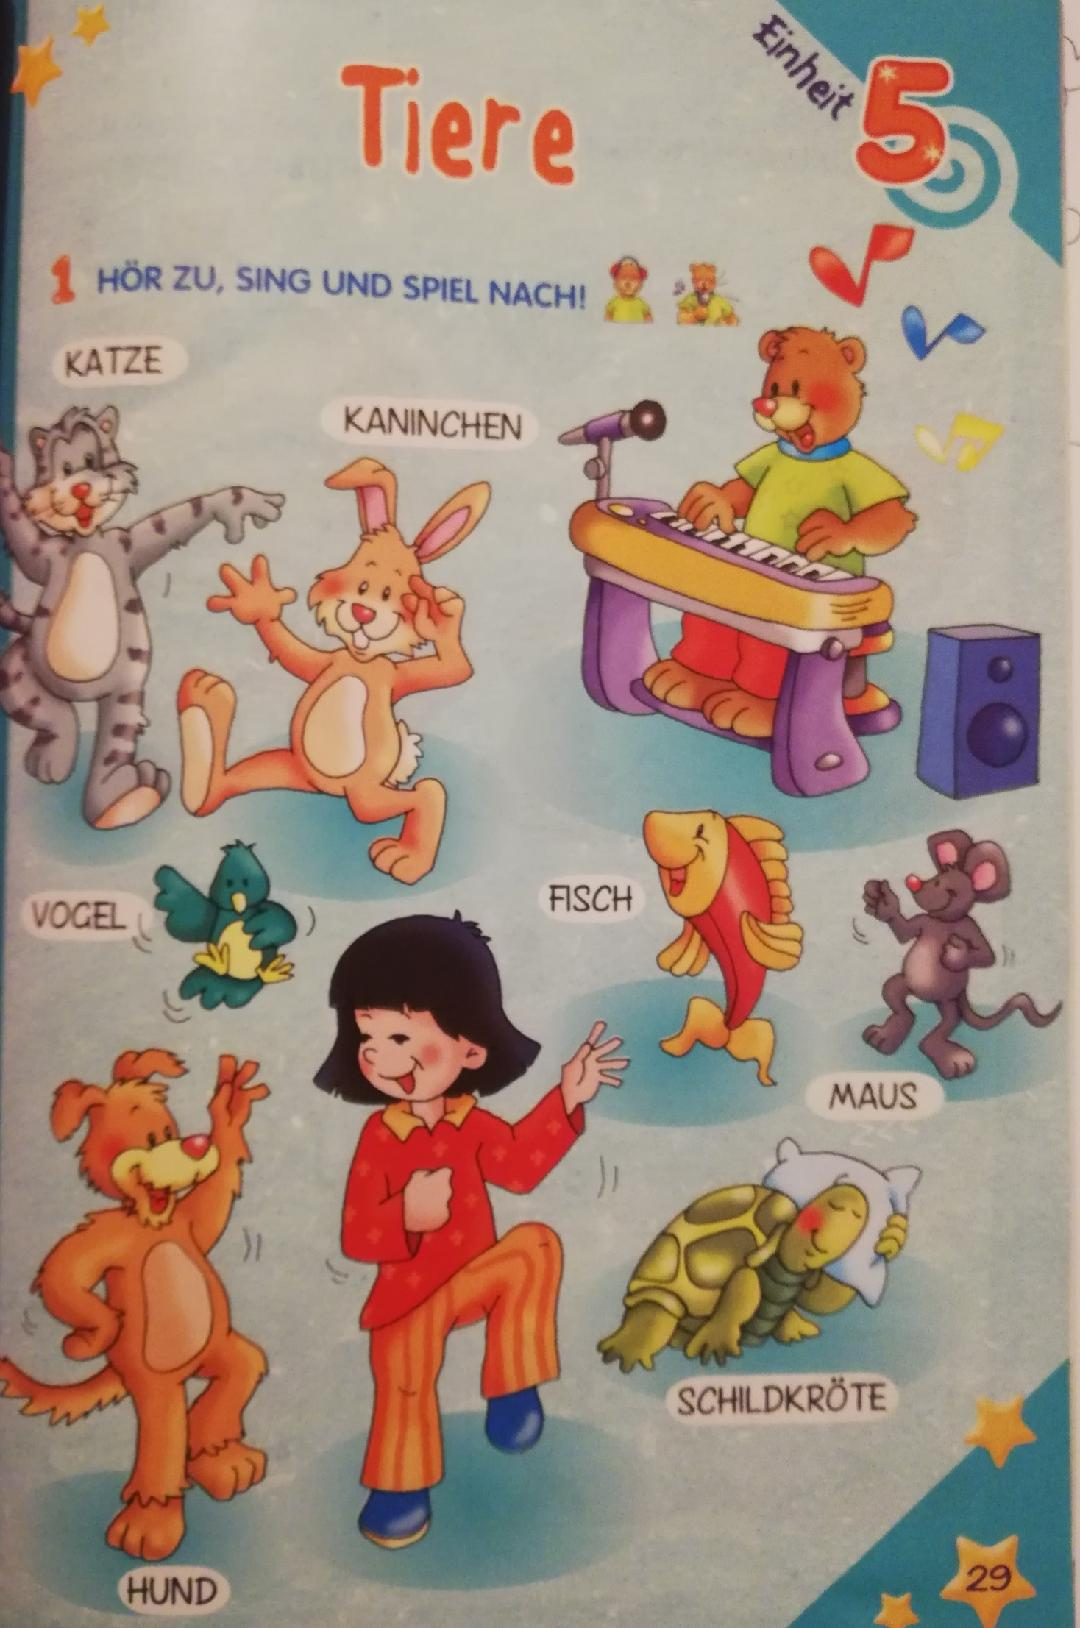 Einheit
5
Tiere
1 HÖR ZU, SING UND SPIEL NACH!
KATZE
KANINCHEN
VOGEL
FISCH
MAUS
SCHILDKRÖTE
HUND
29